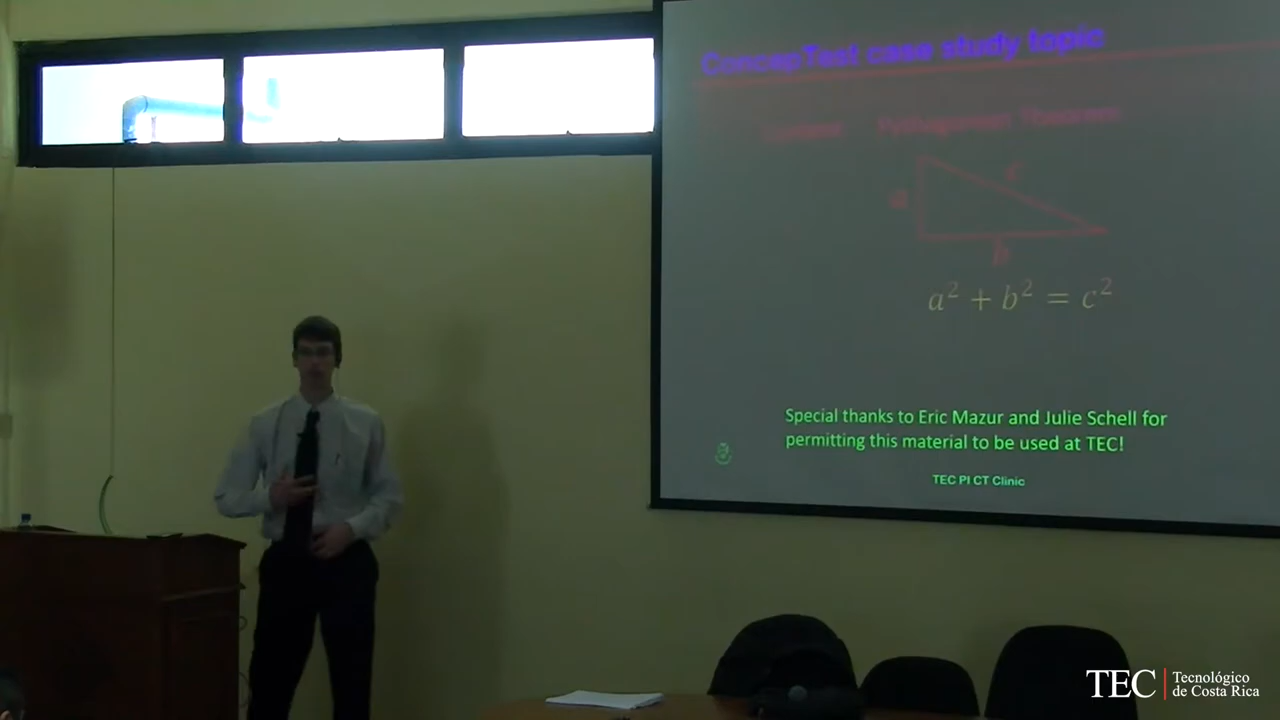 ConcepTest case study topic
Pythagorean Theorem
a
c
b
a² + b² = c²
Special thanks to Eric Mazur and Julie Schell for
permitting this material to be used at TEC!
TEC PI CT Clinic
TEC | Tecnológico
de Costa Rica